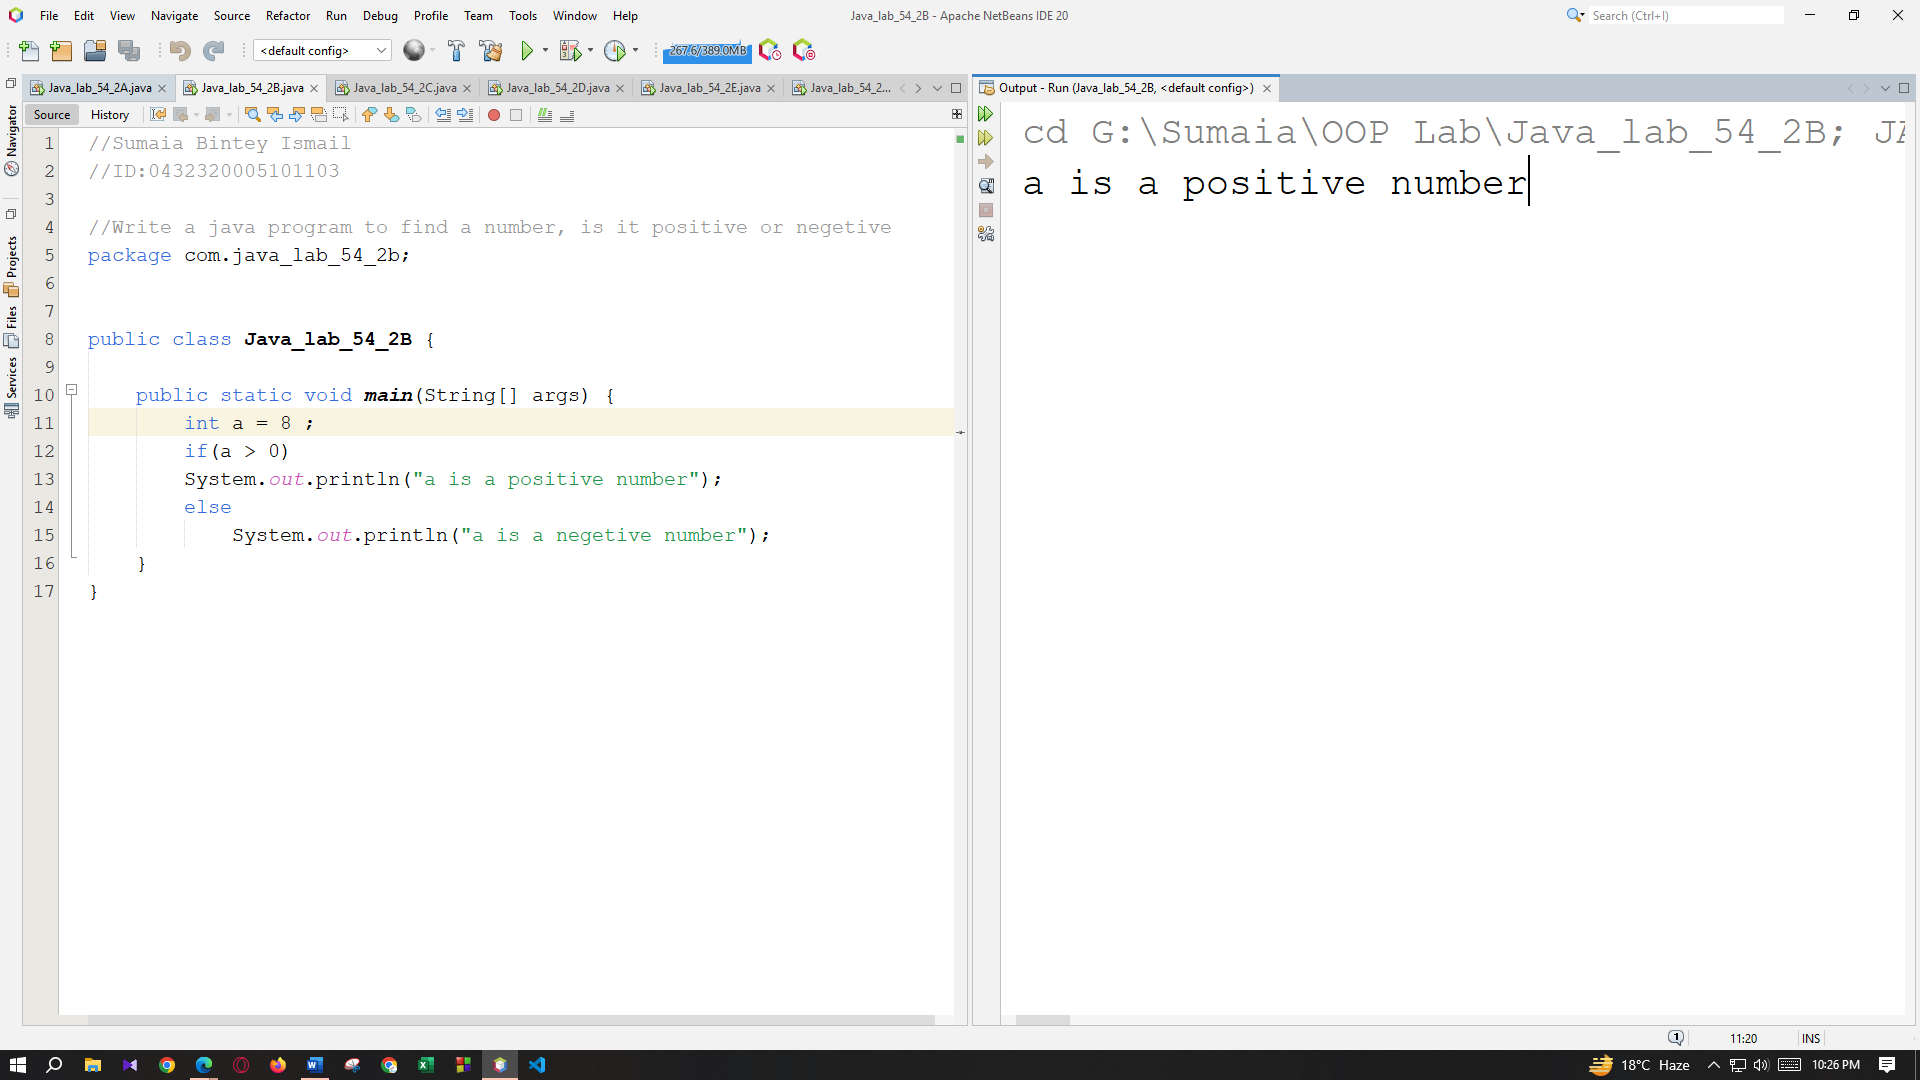 File Edit View Navigate Source Refactor Run Debug Profile Team Tools Window Help
Java_lab_54_2B - Apache NetBeans IDE 20
Search (Ctrl+I)
<default config>
267.6/389.0MB
Java_lab_54_2A.java
Java_lab_54_2B.java
Java_lab_54_2C.java
Java_lab_54_2D.java
Java_lab_54_2E.java
Java_lab_54_2...
Output - Run (Java_lab_54_2B, <default config>)
Source History
Navigator
Projects
Files
Services
1 //Sumaia Bintey Ismail
2 //ID:0432320005101103
3
4 //Write a java program to find a number, is it positive or negetive
5 package com.java_lab_54_2b;
6
7
8 public class Java_lab_54_2B {
9
10 public static void main(String[] args) {
11 int a = 8 ;
12 if(a > 0)
13 System.out.println("a is a positive number");
14 else
15 System.out.println("a is a negetive number");
16 }
17 }
cd G:\Sumaia\OOP Lab\Java_lab_54_2B; JA
a is a positive number
1
11:20
INS
18°C Haze
10:26 PM